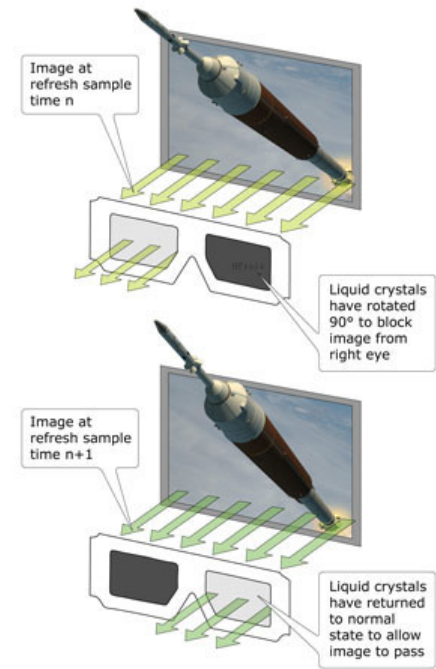 Image at
refresh sample
time n
Liquid crystals
have rotated
90° to block
image from
right eye
Image at
refresh sample
time n+1
Liquid crystals
have returned
to normal
state to allow
image to pass